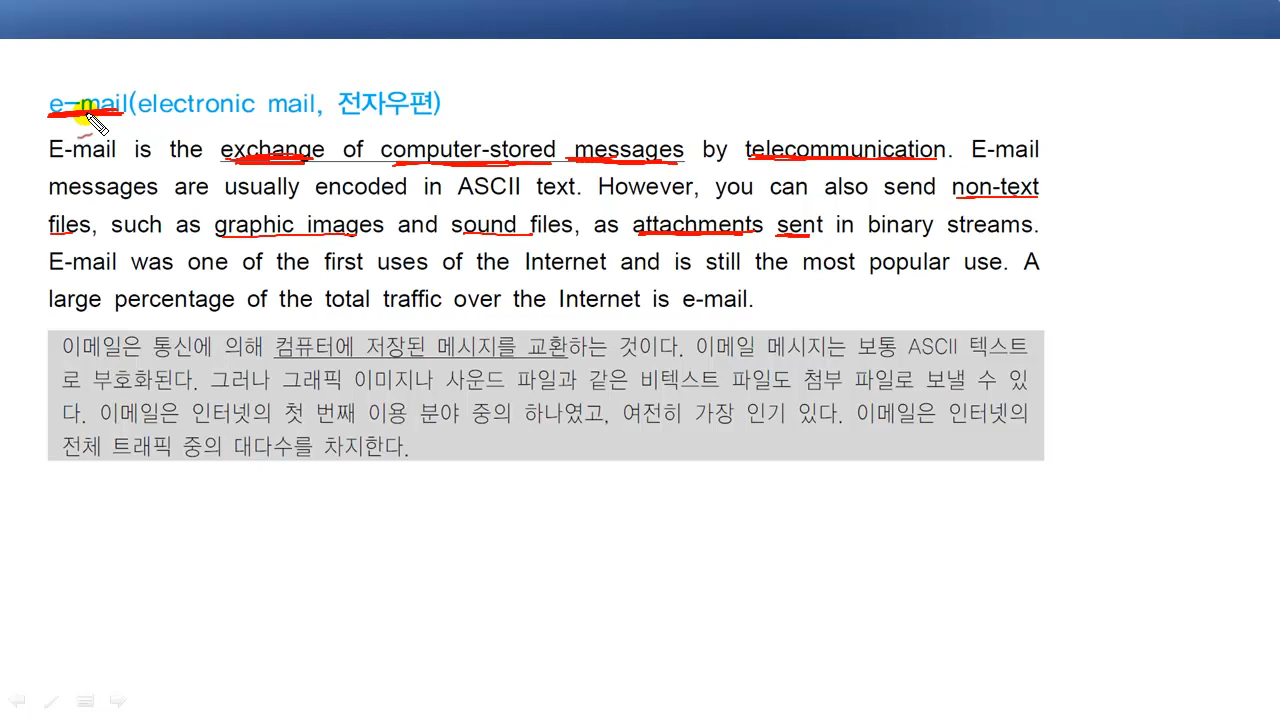 e-mail(electronic mail, 전자우편)
E-mail is the exchange of computer-stored messages by telecommunication. E-mail
messages are usually encoded in ASCII text. However, you can also send non-text
files, such as graphic images and sound files, as attachments sent in binary streams.
E-mail was one of the first uses of the Internet and is still the most popular use. A
large percentage of the total traffic over the Internet is e-mail.
이메일은 통신에 의해 컴퓨터에 저장된 메시지를 교환하는 것이다. 이메일 메시지는 보통 ASCII 텍스트
로 부호화된다. 그러나 그래픽 이미지나 사운드 파일과 같은 비텍스트 파일도 첨부 파일로 보낼 수 있
다. 이메일은 인터넷의 첫 번째 이용 분야 중의 하나였고, 여전히 가장 인기 있다. 이메일은 인터넷의
전체 트래픽 중의 대다수를 차지한다.